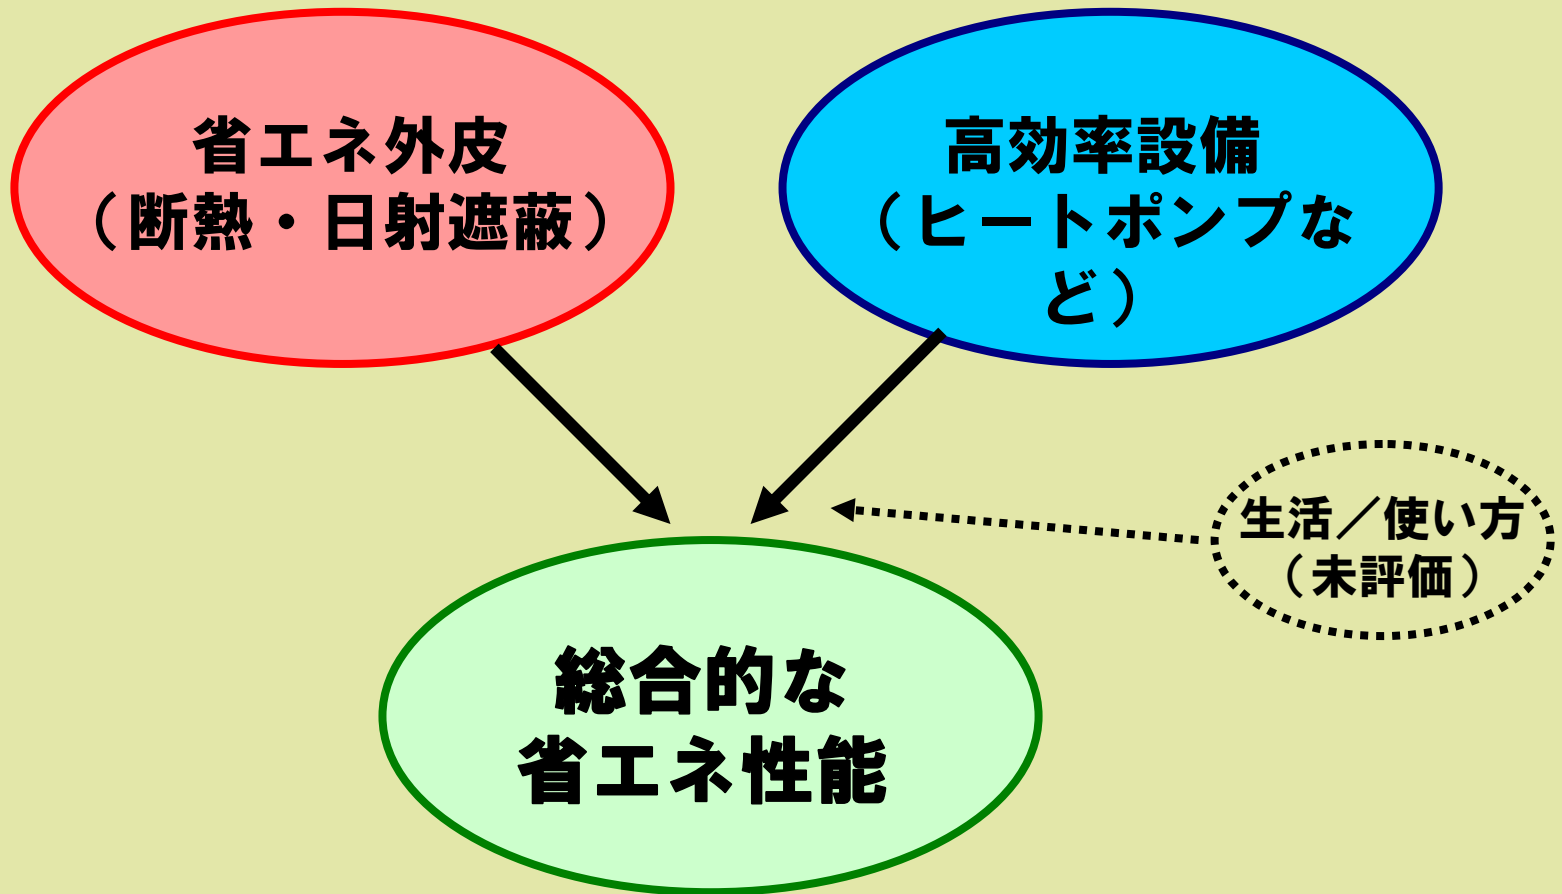 省エネ外皮
（断熱・日射遮蔽）
高効率設備
（ヒートポンプな
ど）
生活／使い方
（未評価）
総合的な
省エネ性能